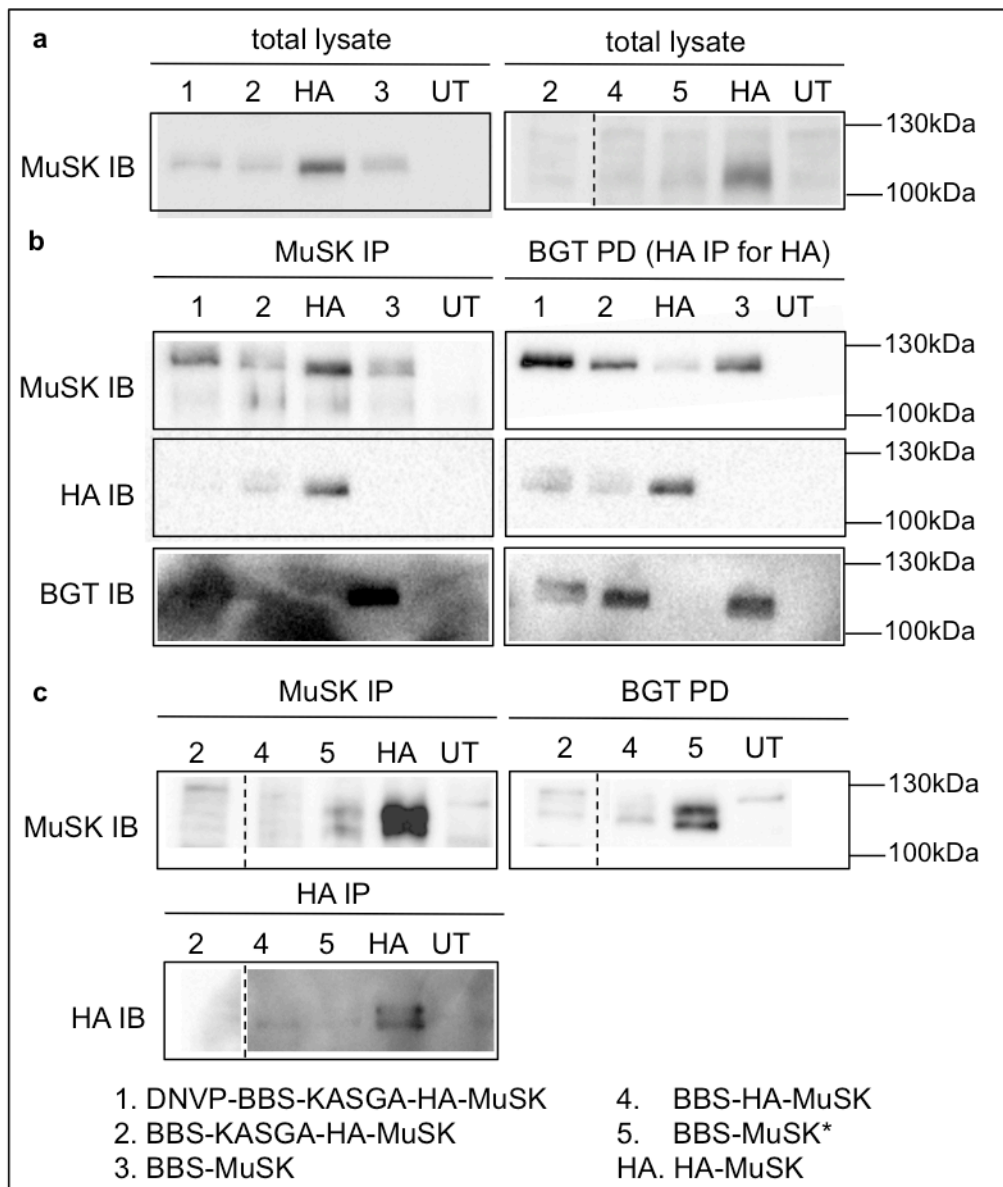 a
total lysate
total lysate
1 2 HA 3 UT
2 4 5 HA UT
MuSK IB
130kDa
100kDa
b
MuSK IP
BGT PD (HA IP for HA)
1 2 HA 3 UT
1 2 HA 3 UT
MuSK IB
130kDa
100kDa
HA IB
130kDa
100kDa
BGT IB
130kDa
100kDa
c
MuSK IP
BGT PD
2 4 5 HA UT
2 4 5 UT
MuSK IB
130kDa
100kDa
HA IP
2 4 5 HA UT
HA IB
1. DNVP-BBS-KASGA-HA-MuSK
2. BBS-KASGA-HA-MuSK
3. BBS-MuSK
4. BBS-HA-MuSK
5. BBS-MuSK*
HA. HA-MuSK